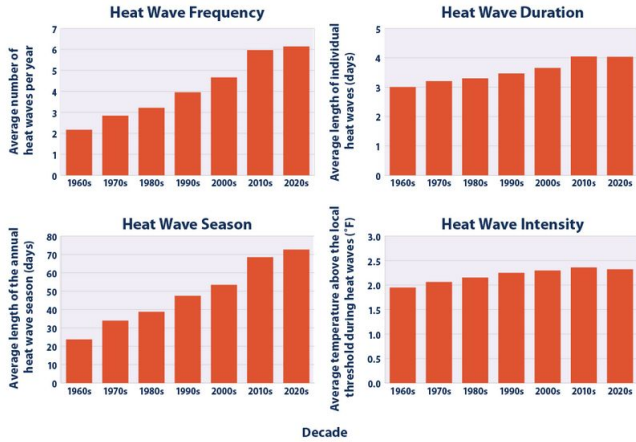 Heat Wave Frequency
Average number of
heat waves per year
7
6
5
4
3
2
1
0
1960s 1970s 1980s 1990s 2000s 2010s 2020s
Heat Wave Duration
Average length of individual
heat waves (days)
5
4
3
2
1
0
1960s 1970s 1980s 1990s 2000s 2010s 2020s
Heat Wave Season
Average length of the annual
heat wave season (days)
80
70
60
50
40
30
20
10
0
1960s 1970s 1980s 1990s 2000s 2010s 2020s
Heat Wave Intensity
Average temperature above the local
threshold during heat waves (°F)
3.0
2.5
2.0
1.5
1.0
0.5
0.0
1960s 1970s 1980s 1990s 2000s 2010s 2020s
Decade